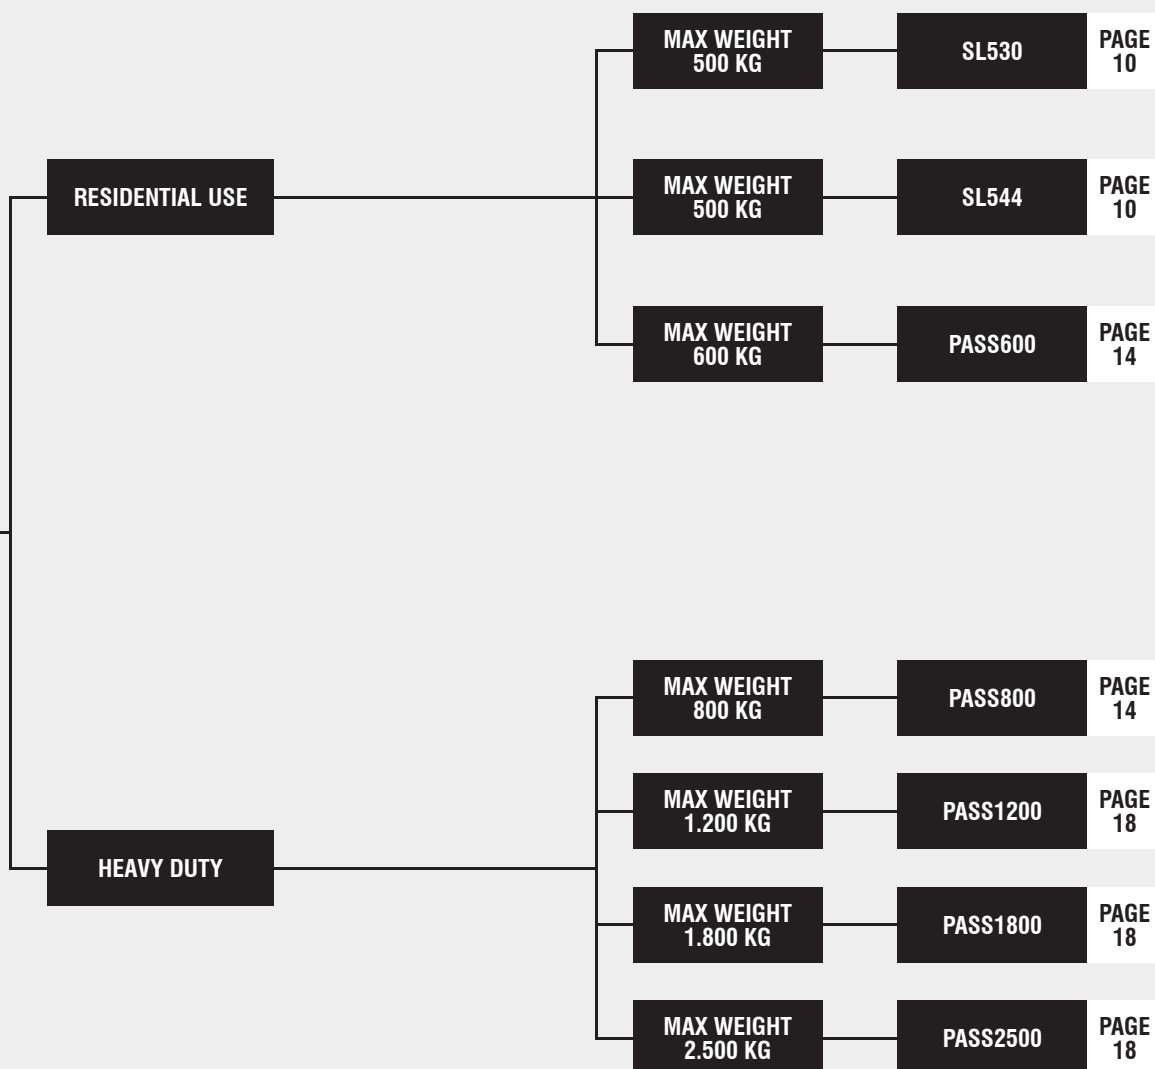 MAX WEIGHT
500 KG
SL530
PAGE
10
RESIDENTIAL USE
MAX WEIGHT
500 KG
SL544
PAGE
10
MAX WEIGHT
600 KG
PASS600
PAGE
14
MAX WEIGHT
800 KG
PASS800
PAGE
14
MAX WEIGHT
1.200 KG
PASS1200
PAGE
18
HEAVY DUTY
MAX WEIGHT
1.800 KG
PASS1800
PAGE
18
MAX WEIGHT
2.500 KG
PASS2500
PAGE
18